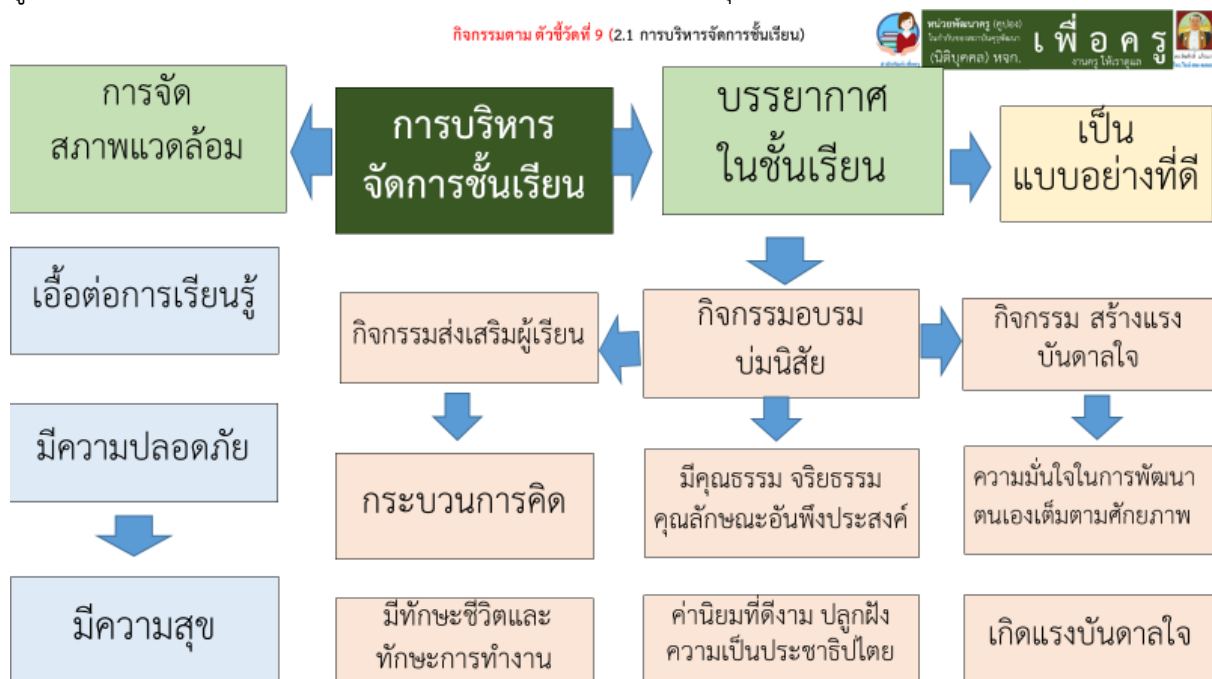 กิจกรรมตาม ตัวชี้วัดที่ 9 (2.1 การบริหารจัดการชั้นเรียน)
หน่วยพัฒนาครู (คูปอง)
(นิติบุคคล) หจก.
เพื่อครู
งานครู ให้เราดูแล
การจัด
สภาพแวดล้อม
การบริหาร
จัดการชั้นเรียน
บรรยากาศ
ในชั้นเรียน
เป็น
แบบอย่างที่ดี
เอื้อต่อการเรียนรู้
กิจกรรมส่งเสริมผู้เรียน
กิจกรรมอบรม
บ่มนิสัย
กิจกรรม สร้างแรง
บันดาลใจ
มีความปลอดภัย
กระบวนการคิด
มีคุณธรรม จริยธรรม
คุณลักษณะอันพึงประสงค์
ความมั่นใจในการพัฒนา
ตนเองเต็มตามศักยภาพ
มีความสุข
มีทักษะชีวิตและ
ทักษะการทำงาน
ค่านิยมที่ดีงาม ปลูกฝัง
ความเป็นประชาธิปไตย
เกิดแรงบันดาลใจ